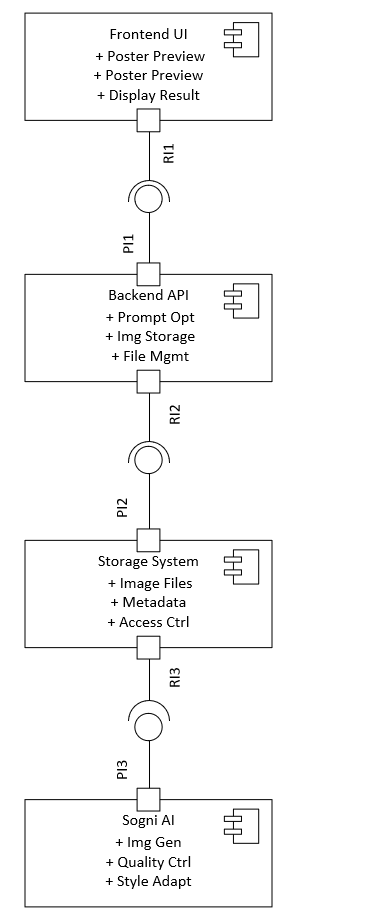 Frontend UI
+ Poster Preview
+ Poster Preview
+ Display Result
RI1
PI1
Backend API
+ Prompt Opt
+ Img Storage
+ File Mgmt
RI2
PI2
Storage System
+ Image Files
+ Metadata
+ Access Ctrl
RI3
PI3
Sogni AI
+ Img Gen
+ Quality Ctrl
+ Style Adapt